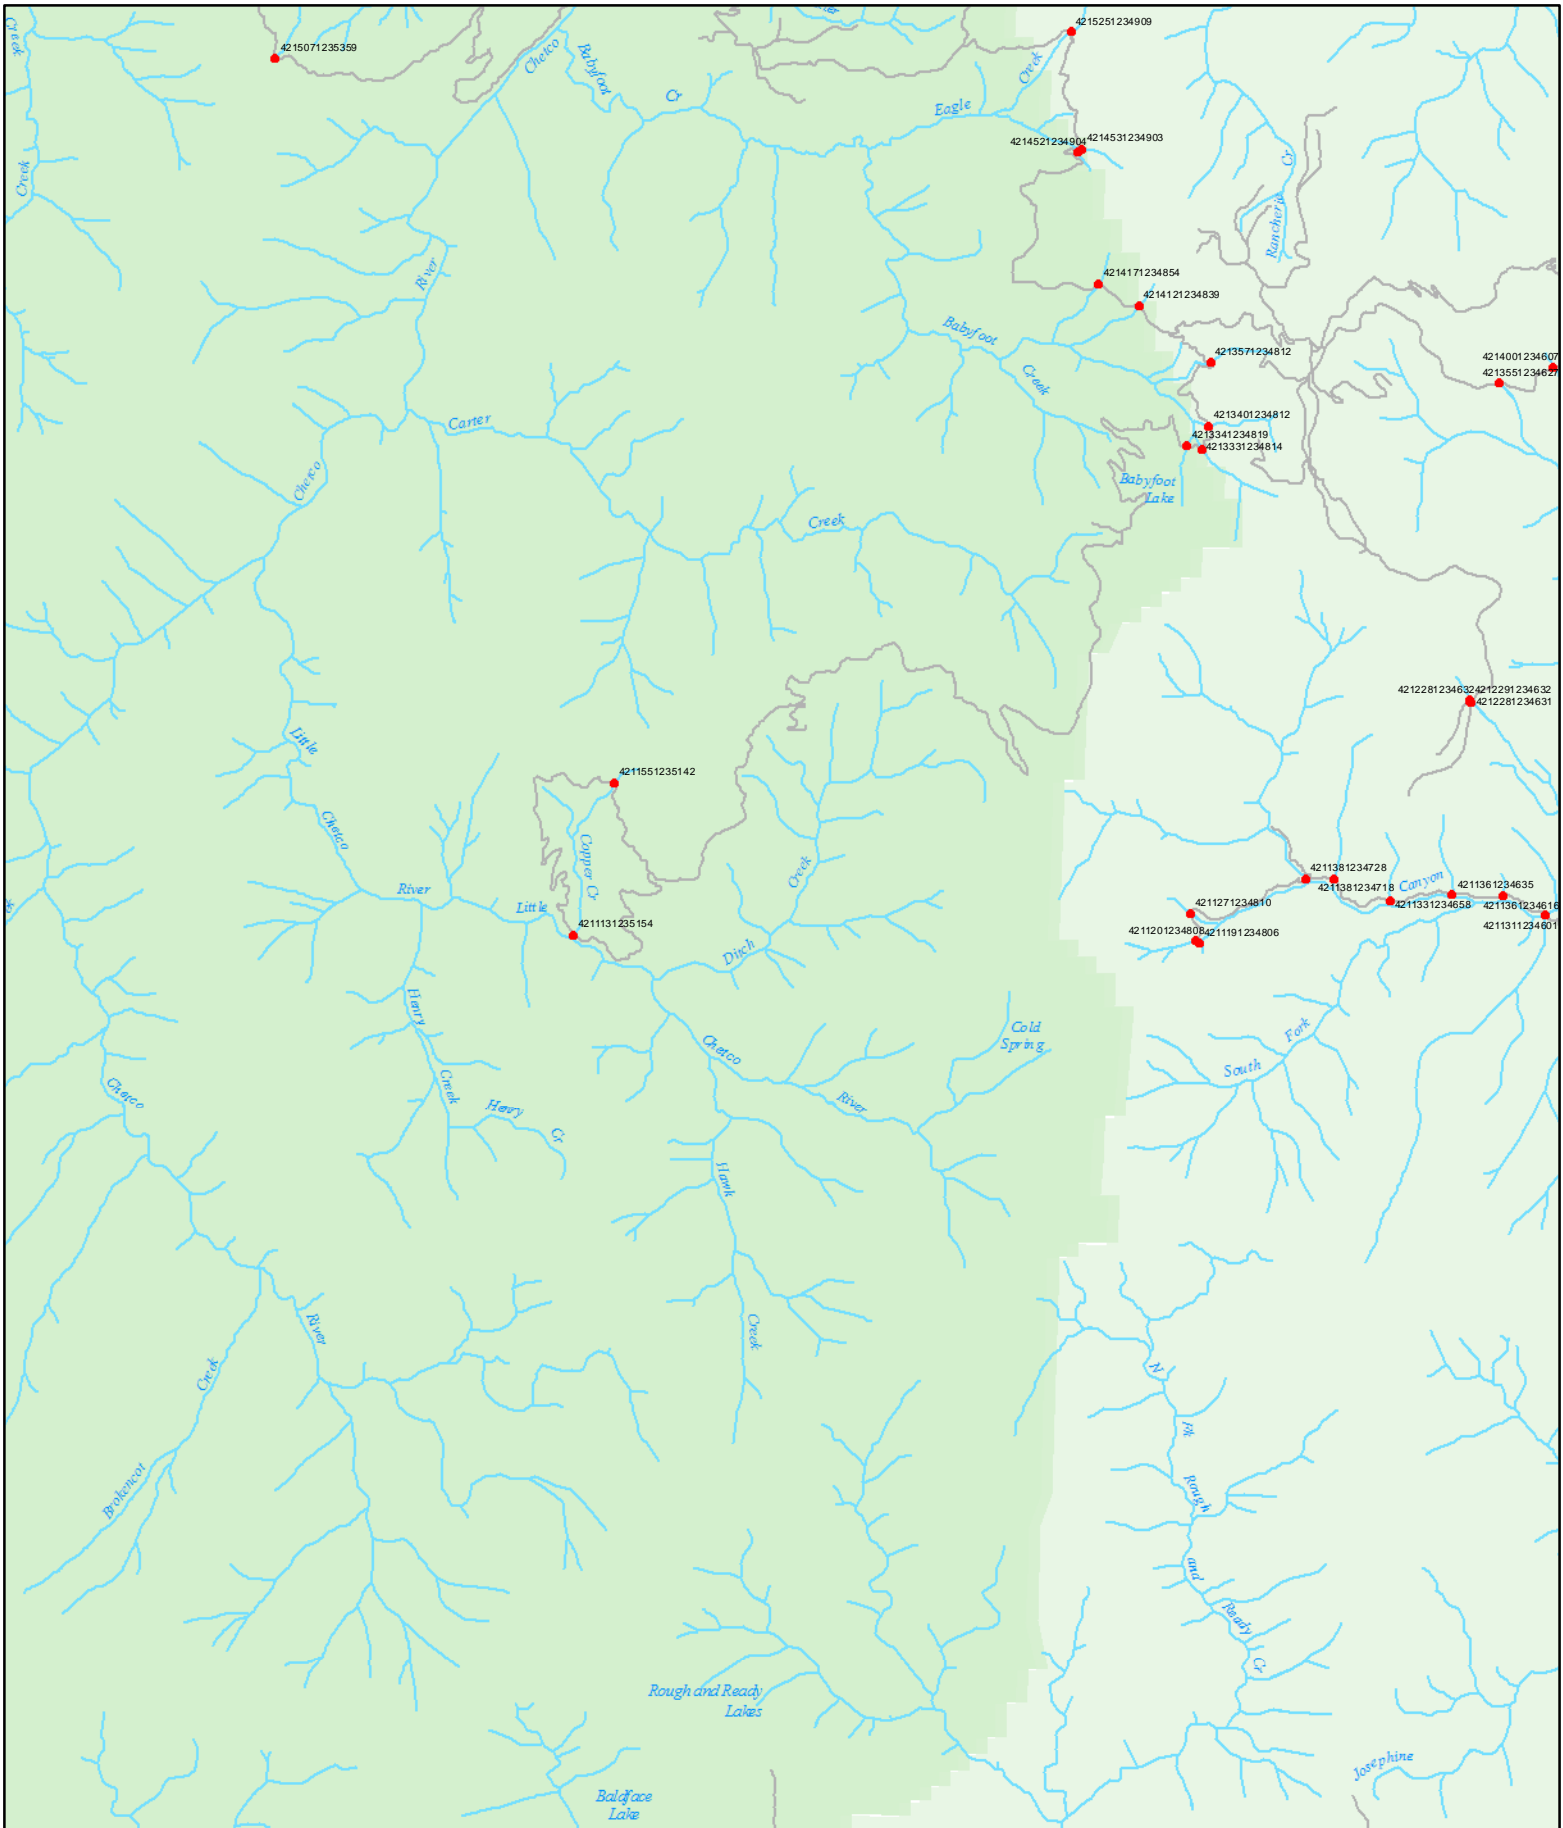 Creek
4215071235359
Chetco
Babyfoot
Cr
4215251234909
Creek
Eagle
4214521234904
4214531234903
Creek
Cr
Rancherie
River
4214171234854
4214121234839
Babyfoot
4213571234812
Creek
4214001234607
4213551234627
Carter
4213401234812
4213341234819
4213331234814
Chetco
Babyfoot
Lake
Creek
4212281234632
4212291234632
4212281234631
Little
4211551235142
Chetco
Copper Cr
Creek
4211381234728
4211381234718
Canyon
4211361234635
River
Little
4211271234810
4211331234658
4211361234616
4211131235154
4211201234808
4211191234806
4211311234601
Ditch
Henry
Cold
Spring
Fork
Chetco
South
Chetco
Creek
Henry
River
Cr
Hawk
River
Creek
N
Creek
Fk
Brokencot
Rough
and
Ready
Cr
Rough and Ready
Lakes
Josephine
Baldface
Lake